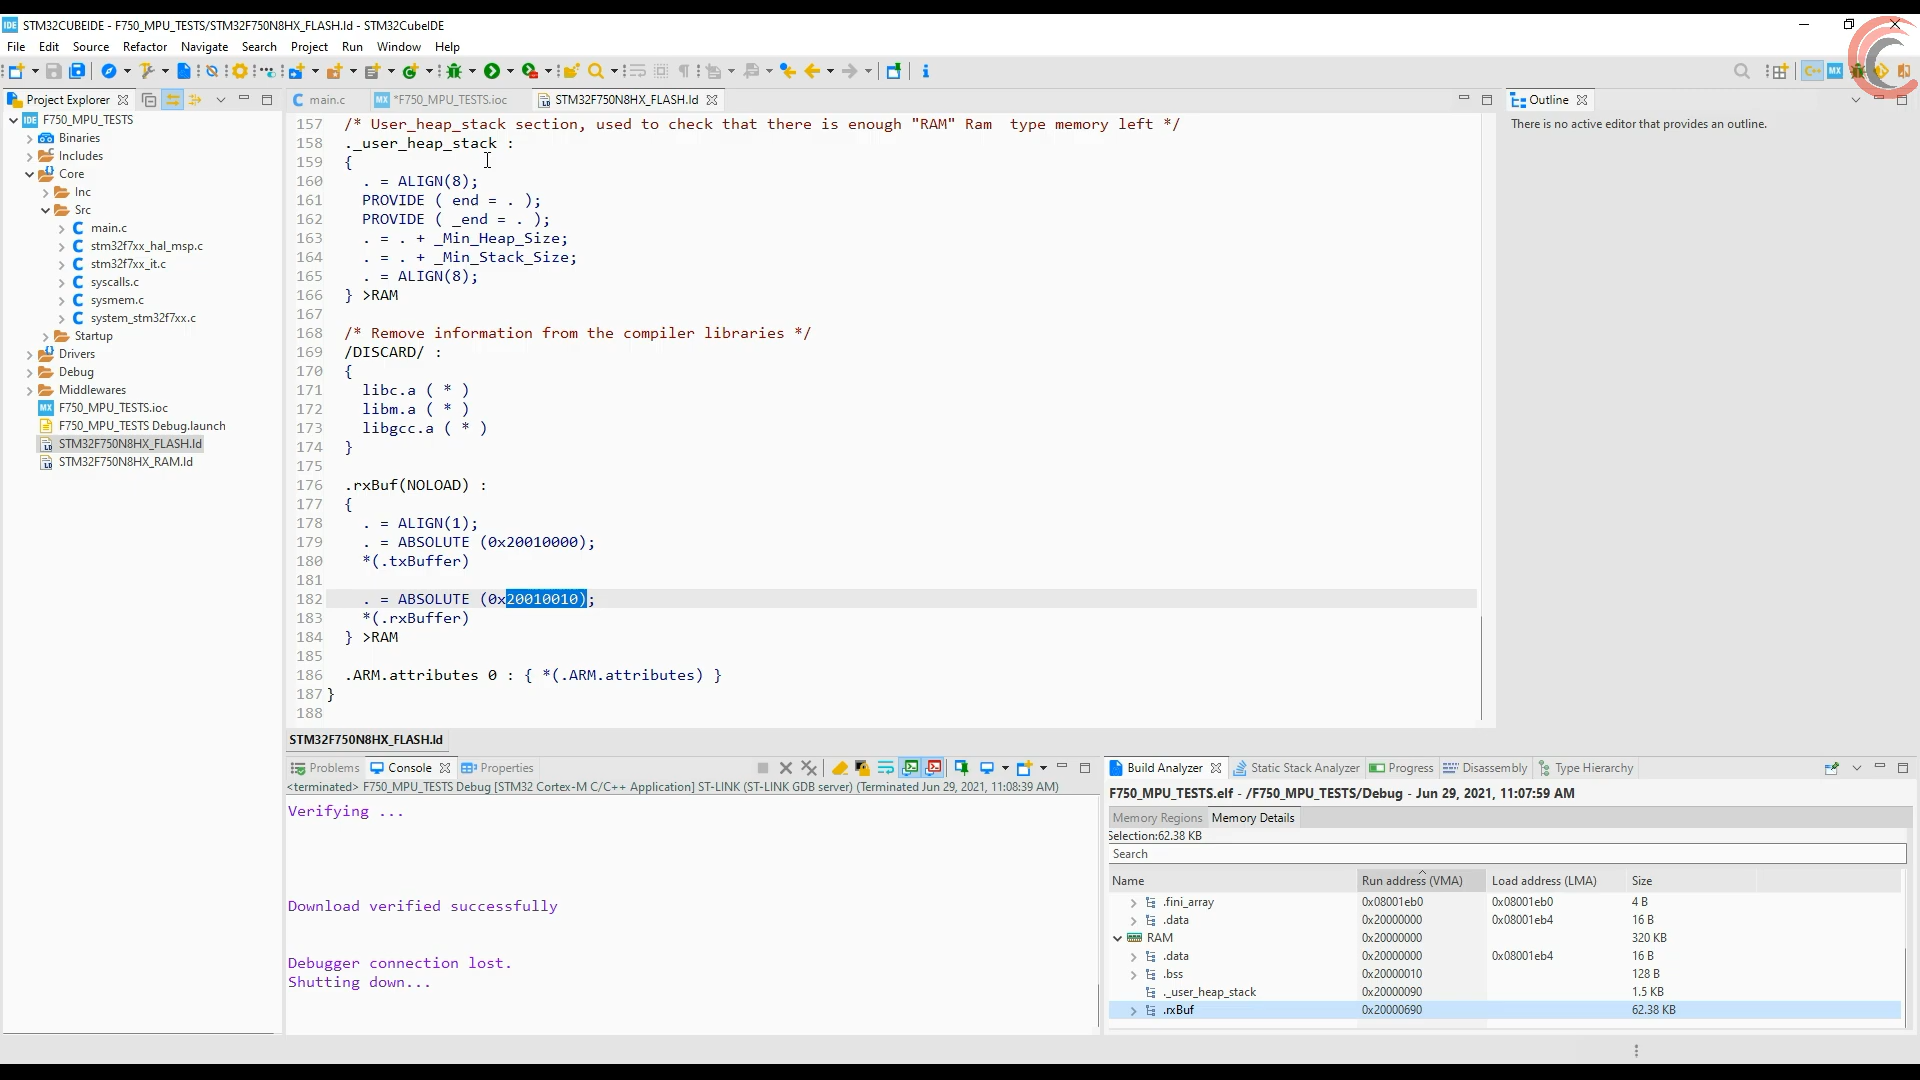 STM32CUBEIDE - F750_MPU_TESTS/STM32F750N8HX_FLASH.ld - STM32CubeIDE
File Edit Source Refactor Navigate Search Project Run Window Help
Project Explorer
F750_MPU_TESTS
Binaries
Includes
Core
Inc
Src
main.c
stm32f7xx_hal_msp.c
stm32f7xx_it.c
syscalls.c
sysmem.c
system_stm32f7xx.c
Startup
Drivers
Debug
Middlewares
F750_MPU_TESTS.ioc
F750_MPU_TESTS Debug.launch
STM32F750N8HX_FLASH.ld
STM32F750N8HX_RAM.ld
main.c *F750_MPU_TESTS.ioc STM32F750N8HX_FLASH.ld
157 /* User_heap_stack section, used to check that there is enough "RAM" Ram  type memory left */
158 ._user_heap_stack :
159 {
160 . = ALIGN(8);
161 PROVIDE ( end = . );
162 PROVIDE ( _end = . );
163 . = . + _Min_Heap_Size;
164 . = . + _Min_Stack_Size;
165 . = ALIGN(8);
166 } >RAM
167
168 /* Remove information from the compiler libraries */
169 /DISCARD/ :
170 {
171 libc.a ( * )
172 libm.a ( * )
173 libgcc.a ( * )
174 }
175
176 .rxBuf(NOLOAD) :
177 {
178 . = ALIGN(1);
179 . = ABSOLUTE (0x20010000);
180 *(.txBuffer)
181
182 . = ABSOLUTE (0x20010010);
183 *(.rxBuffer)
184 } >RAM
185
186 .ARM.attributes 0 : { *(.ARM.attributes) }
187 }
188
STM32F750N8HX_FLASH.ld
Outline
There is no active editor that provides an outline.
Problems Console Properties
<terminated> F750_MPU_TESTS Debug [STM32 Cortex-M C/C++ Application] ST-LINK (ST-LINK GDB server) (Terminated Jun 29, 2021, 11:08:39 AM)
Verifying ...
Download verified successfully
Debugger connection lost.
Shutting down...
Build Analyzer Static Stack Analyzer Progress Disassembly Type Hierarchy
F750_MPU_TESTS.elf - /F750_MPU_TESTS/Debug - Jun 29, 2021, 11:07:59 AM
Memory Regions Memory Details
Selection:62.38 KB
Search
Name Run address (VMA) Load address (LMA) Size
.fini_array 0x08001eb0 0x08001eb0 4 B
.data 0x20000000 0x08001eb4 16 B
RAM 0x20000000 320 KB
.data 0x20000000 0x08001eb4 16 B
.bss 0x20000010 128 B
._user_heap_stack 0x20000090 1.5 KB
.rxBuf 0x20000690 62.38 KB